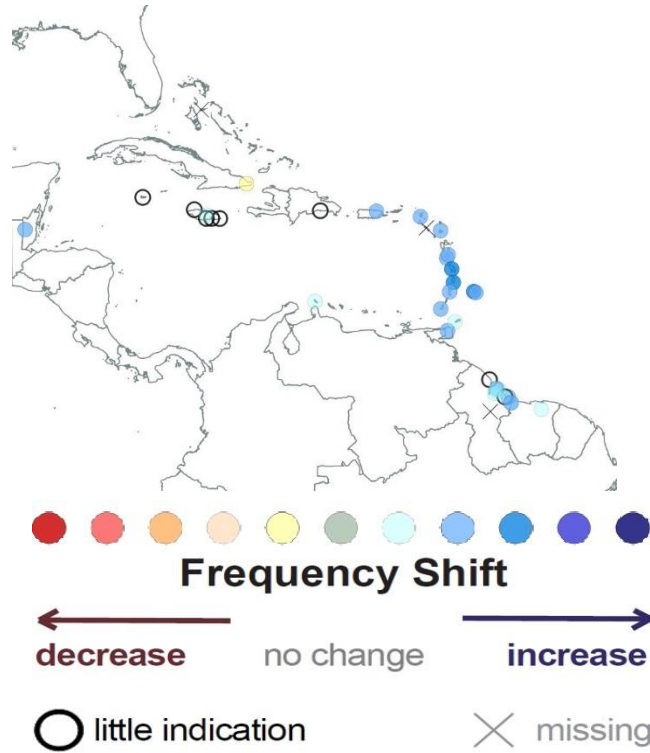 Frequency Shift
decrease no change increase
little indication missing